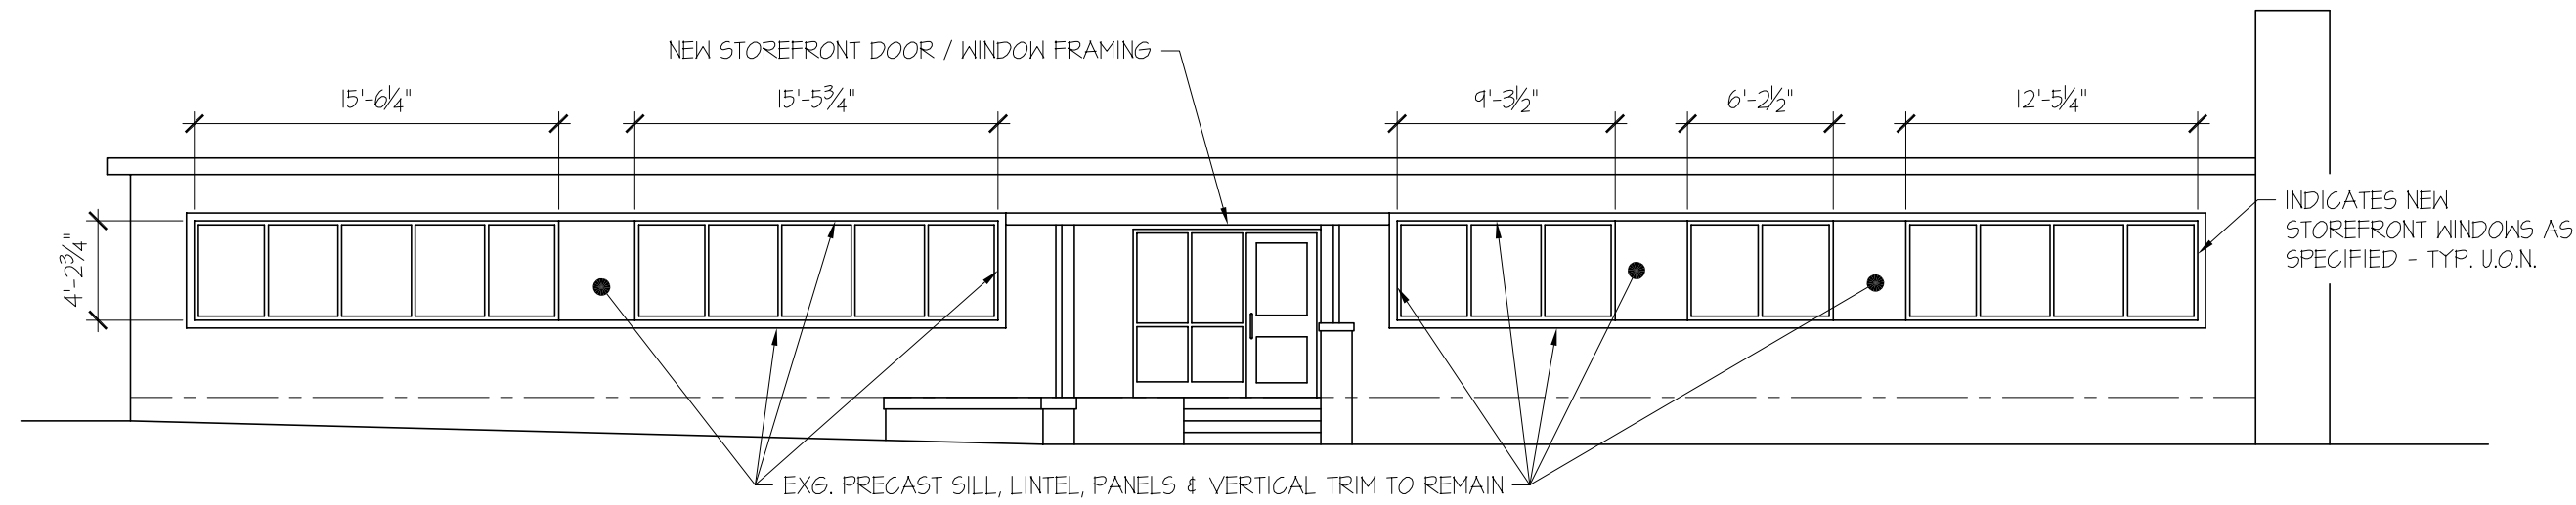 NEW STOREFRONT DOOR / WINDOW FRAMING
15'-6¼"
15'-5¾"
9'-3½"
6'-2½"
12'-5¼"
4'-2¾"
INDICATES NEW
STOREFRONT WINDOWS AS
SPECIFIED - TYP. U.O.N.
EXG. PRECAST SILL, LINTEL, PANELS & VERTICAL TRIM TO REMAIN